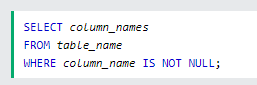 SELECT column_names
FROM table_name
WHERE column_name IS NOT NULL;